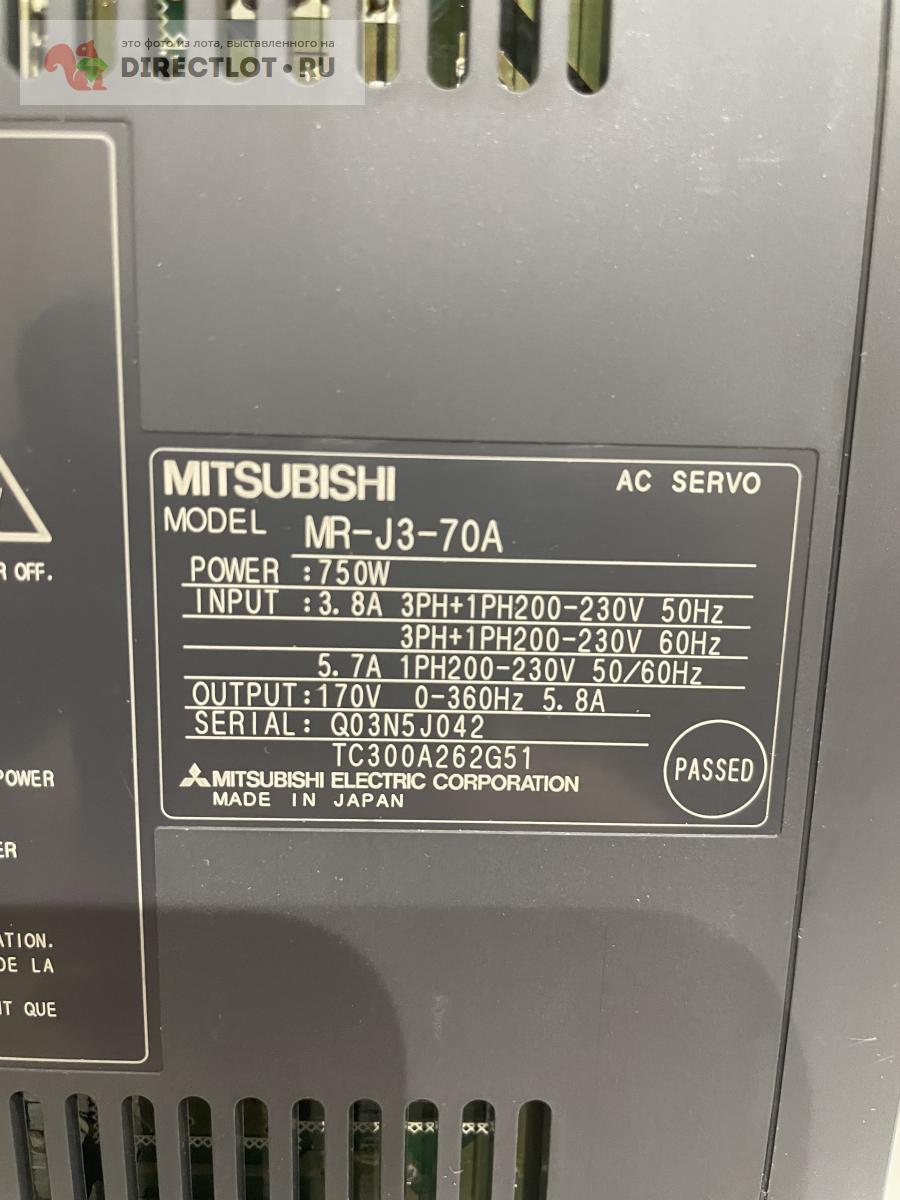 это фото из лота, выставленного на
DIRECTLOT.RU
R OFF.
POWER
ER
ATION.
DE LA
NT QUE
MITSUBISHI AC SERVO
MODEL MR-J3-70A
POWER :750W
INPUT :3.8A 3PH+1PH200-230V 50Hz
3PH+1PH200-230V 60Hz
5.7A 1PH200-230V 50/60Hz
OUTPUT:170V 0-360Hz 5.8A
SERIAL: Q03N5J042
TC300A262G51
MITSUBISHI ELECTRIC CORPORATION
MADE IN JAPAN
PASSED